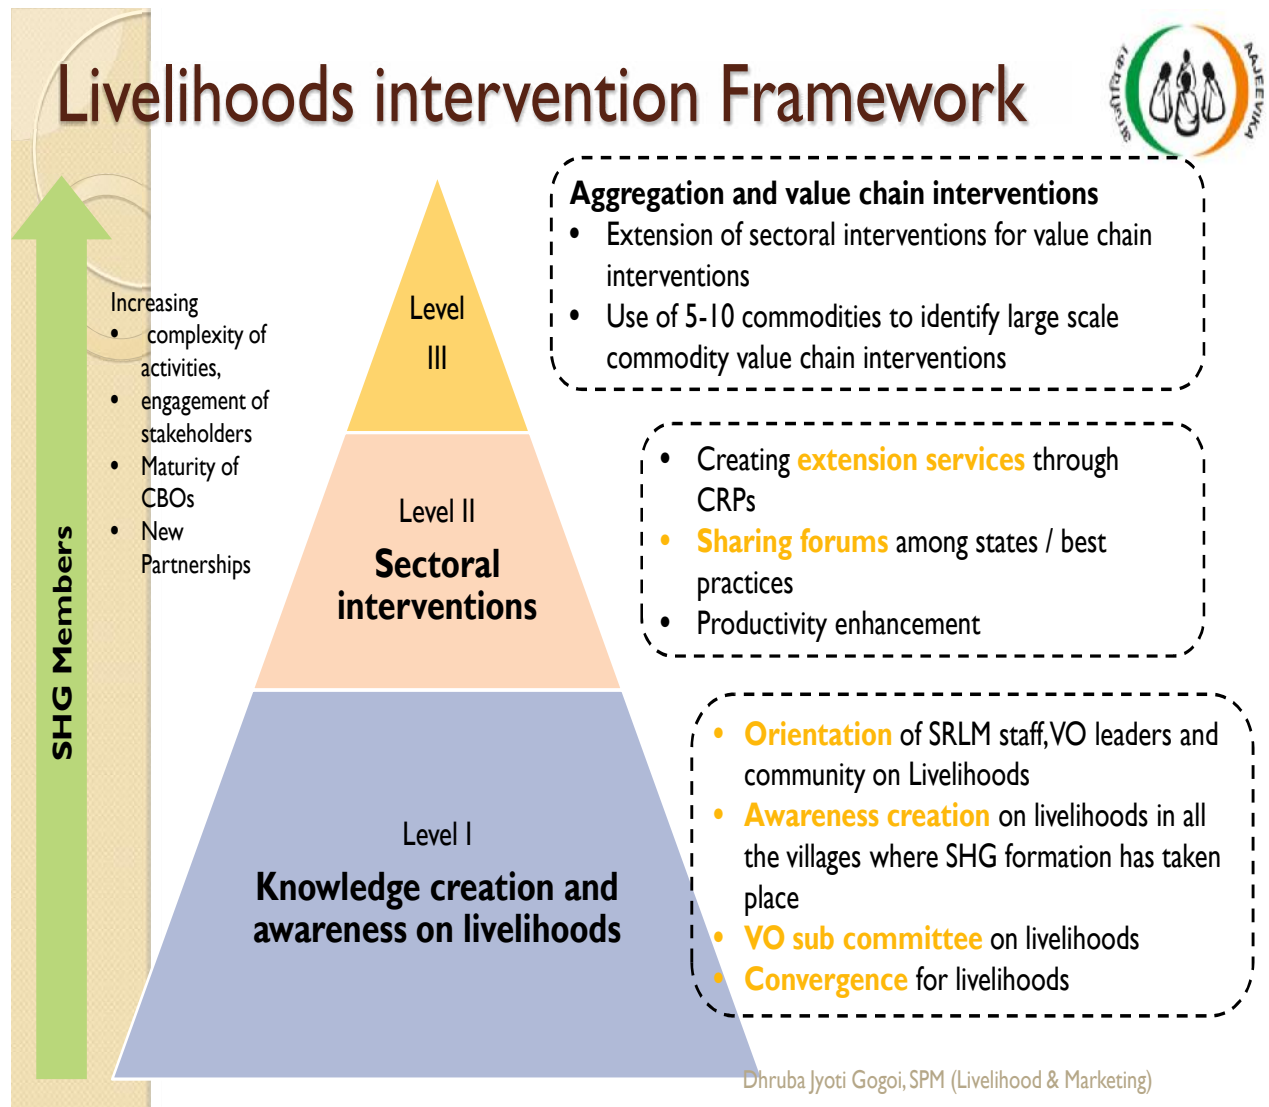 Livelihoods intervention Framework
आजीविका
AAJEEVIKA
Aggregation and value chain interventions
• Extension of sectoral interventions for value chain
interventions
• Use of 5-10 commodities to identify large scale
commodity value chain interventions
Level
III
Increasing
• complexity of
activities,
• engagement of
stakeholders
• Maturity of
CBOs
• New
Partnerships
SHG Members
Level II
Sectoral
interventions
• Creating extension services through
CRPs
• Sharing forums among states / best
practices
• Productivity enhancement
Level I
Knowledge creation and
awareness on livelihoods
• Orientation of SRLM staff, VO leaders and
community on Livelihoods
• Awareness creation on livelihoods in all
the villages where SHG formation has taken
place
• VO sub committee on livelihoods
• Convergence for livelihoods
Dhruba Jyoti Gogoi, SPM (Livelihood & Marketing)